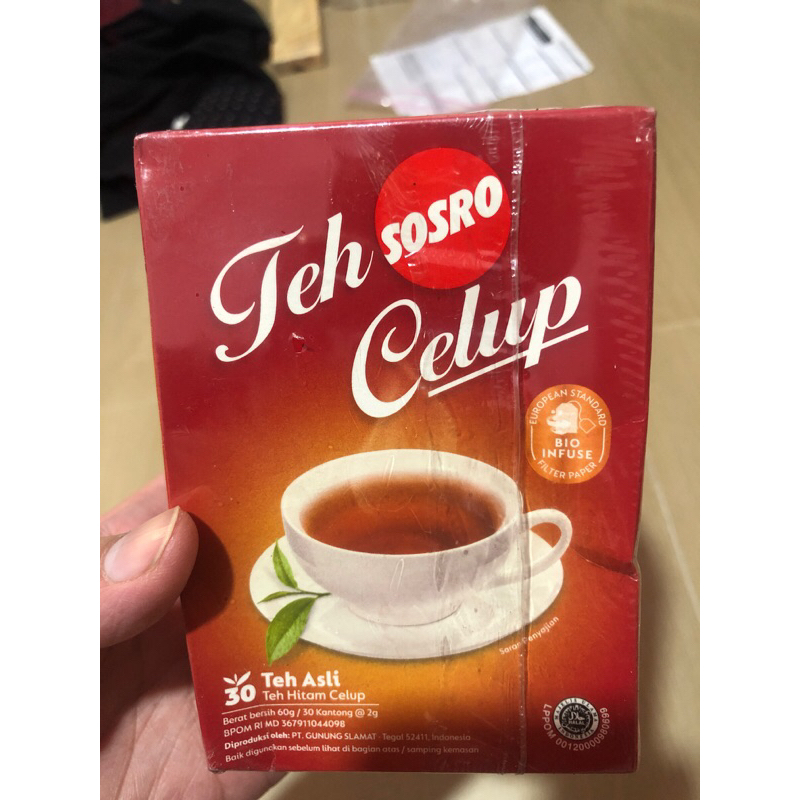 Teh SOSRO
Celup
EUROPEAN STANDARD
BIO
INFUSE
FILTER PAPER
Saran Penyajian
30 Teh Asli
Teh Hitam Celup
Berat bersih 60g / 30 Kantong @ 2g
BPOM RI MD 367911044098
Diproduksi oleh: PT. GUNUNG SLAMAT - Tegal 52411, Indonesia
Baik digunakan sebelum lihat di bagian atas / samping kemasan
HALAL
LPPOM 00120000980899